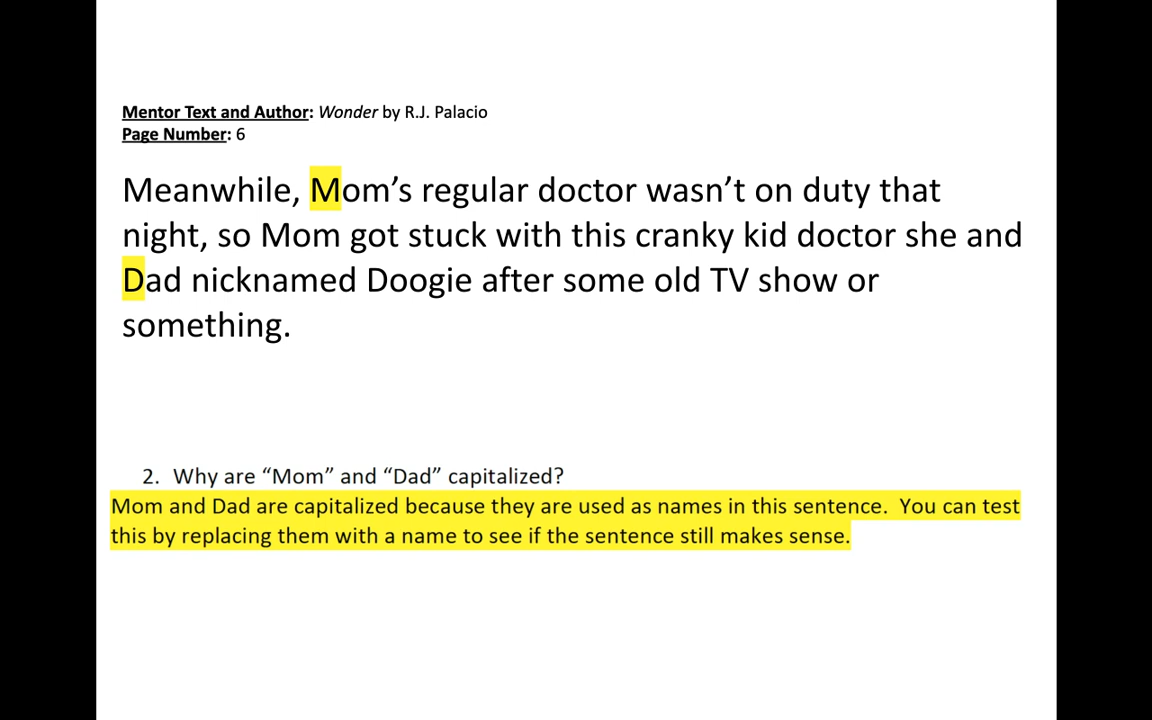 Mentor Text and Author: Wonder by R.J. Palacio
Page Number: 6
Meanwhile, Mom’s regular doctor wasn’t on duty that
night, so Mom got stuck with this cranky kid doctor she and
Dad nicknamed Doogie after some old TV show or
something.
2. Why are “Mom” and “Dad” capitalized?
Mom and Dad are capitalized because they are used as names in this sentence.  You can test
this by replacing them with a name to see if the sentence still makes sense.